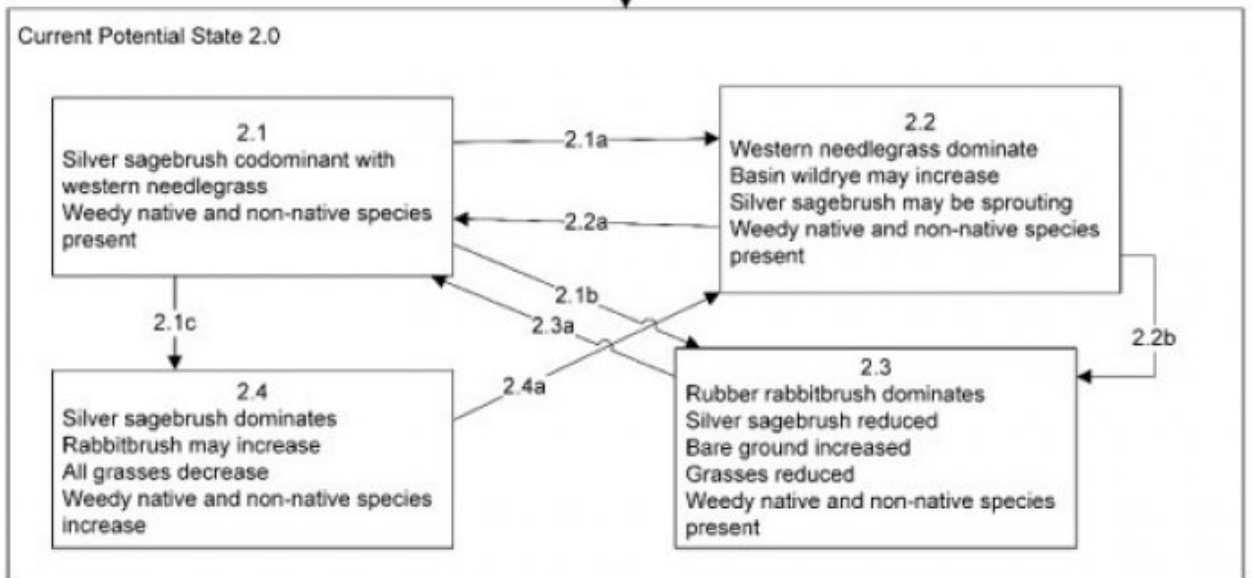 Current Potential State 2.0
2.1
Silver sagebrush codominant with
western needlegrass
Weedy native and non-native species
present
2.1a
2.2
Western needlegrass dominate
Basin wildrye may increase
Silver sagebrush may be sprouting
Weedy native and non-native species
present
2.2a
2.1b
2.3a
2.1c
2.4a
2.2b
2.4
Silver sagebrush dominates
Rabbitbrush may increase
All grasses decrease
Weedy native and non-native species
increase
2.3
Rubber rabbitbrush dominates
Silver sagebrush reduced
Bare ground increased
Grasses reduced
Weedy native and non-native species
present